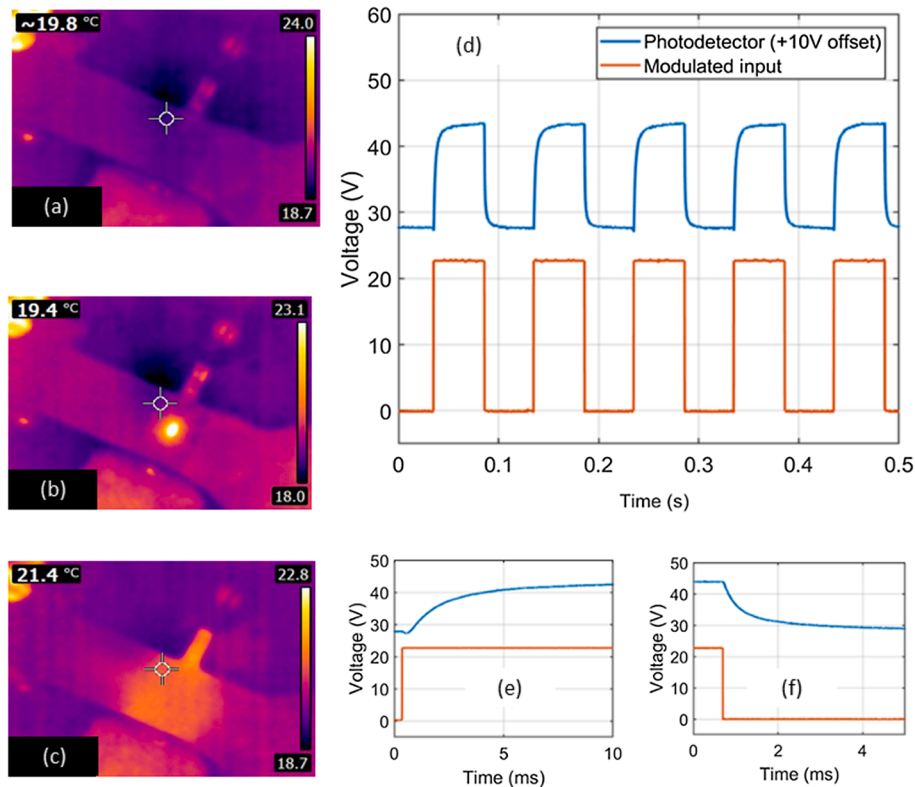 ~19.8 °C
24.0
18.7
(a)
19.4 °C
23.1
18.0
(b)
21.4 °C
22.8
18.7
(c)
(d)
Photodetector (+10V offset)
Modulated input
60
50
40
30
20
10
0
Voltage (V)
0 0.1 0.2 0.3 0.4 0.5
Time (s)
50
40
30
20
10
0
Voltage (V)
(e)
0 5 10
Time (ms)
50
40
30
20
10
0
Voltage (V)
(f)
0 2 4
Time (ms)